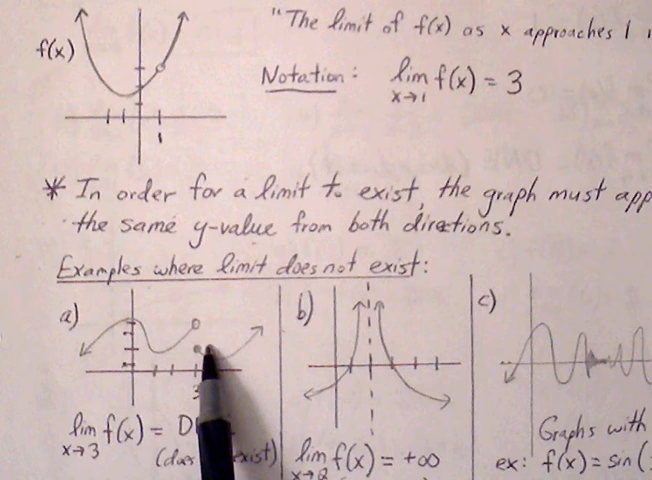 f(x)
"The limit of f(x) as x approaches 1
Notation: lim f(x) = 3
x→1
1
* In order for a limit to exist, the graph must app
the same y-value from both directions.
Examples where limit does not exist:
a)
b)
c)
3
lim f(x) = D
x→3
(does exist)
lim f(x) = +∞
x→2
Graphs with
ex: f(x) = sin(